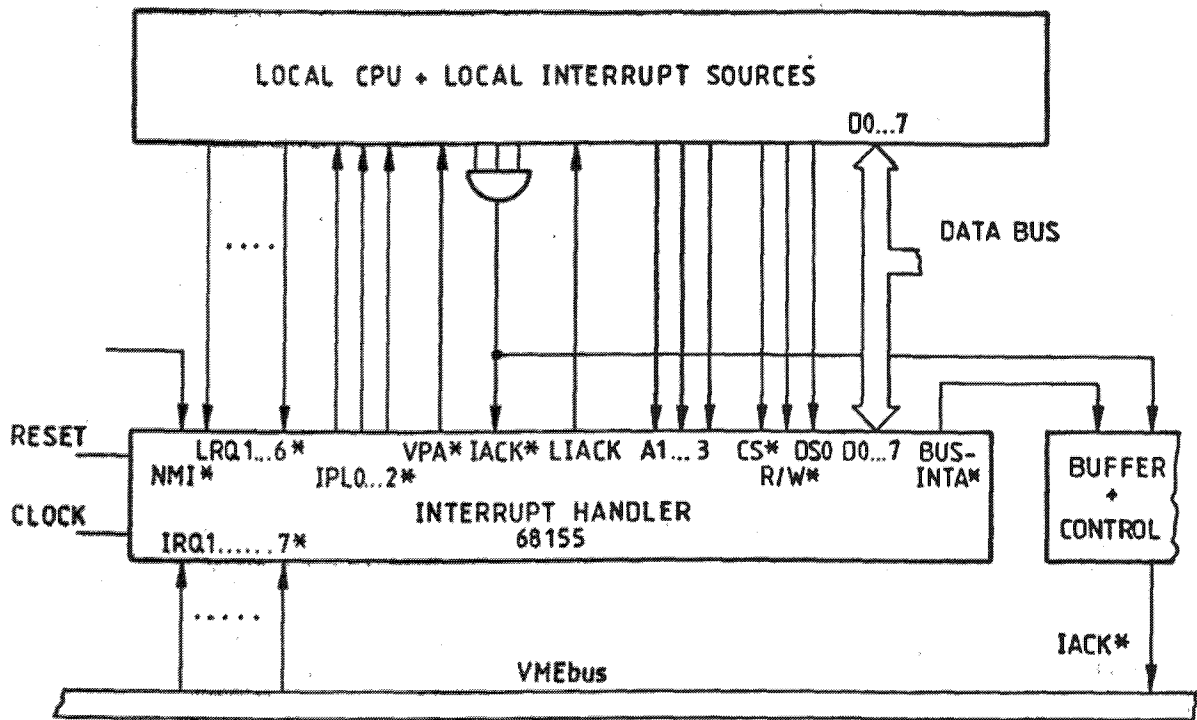 LOCAL CPU + LOCAL INTERRUPT SOURCES
D0...7
DATA BUS
RESET
LRQ1...6* VPA* IACK* LIACK A1...3 CS* DS0 D0...7 BUS-
NMI* IPL0...2* R/W* INTA*
BUFFER
+
CONTROL
CLOCK
INTERRUPT HANDLER
68155
IRQ1......7*
IACK*
VMEbus